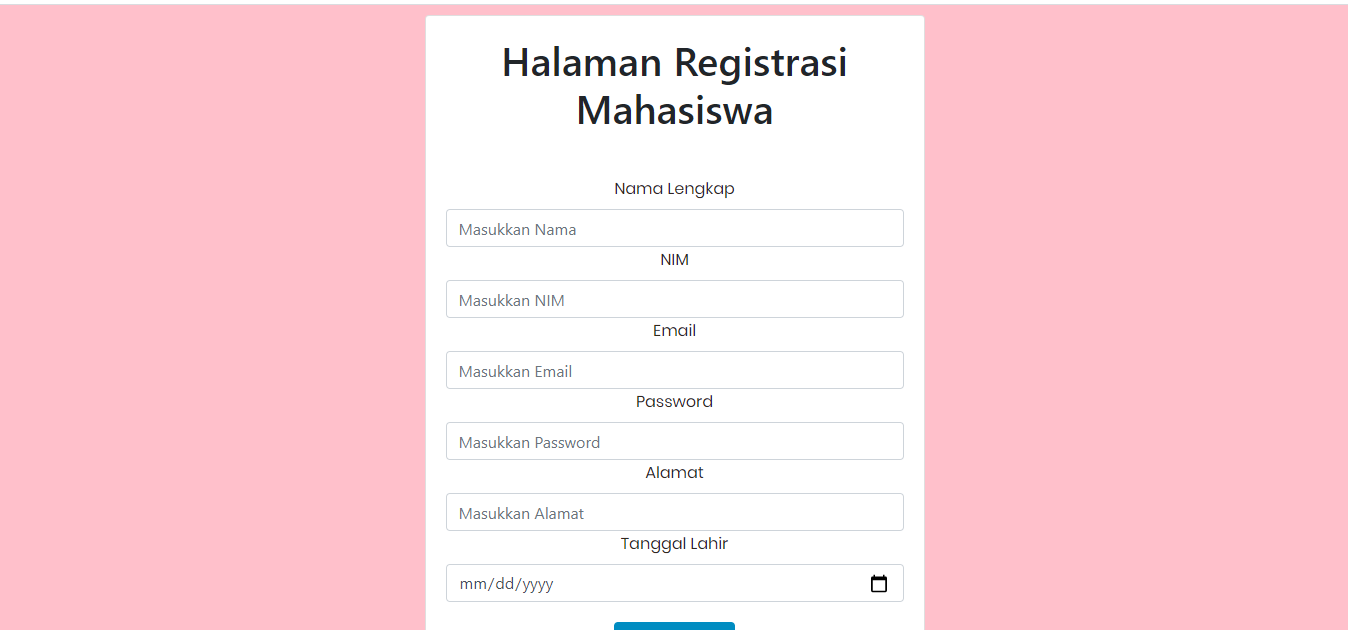 Halaman Registrasi
Mahasiswa
Nama Lengkap
Masukkan Nama
NIM
Masukkan NIM
Email
Masukkan Email
Password
Masukkan Password
Alamat
Masukkan Alamat
Tanggal Lahir
mm/dd/yyyy